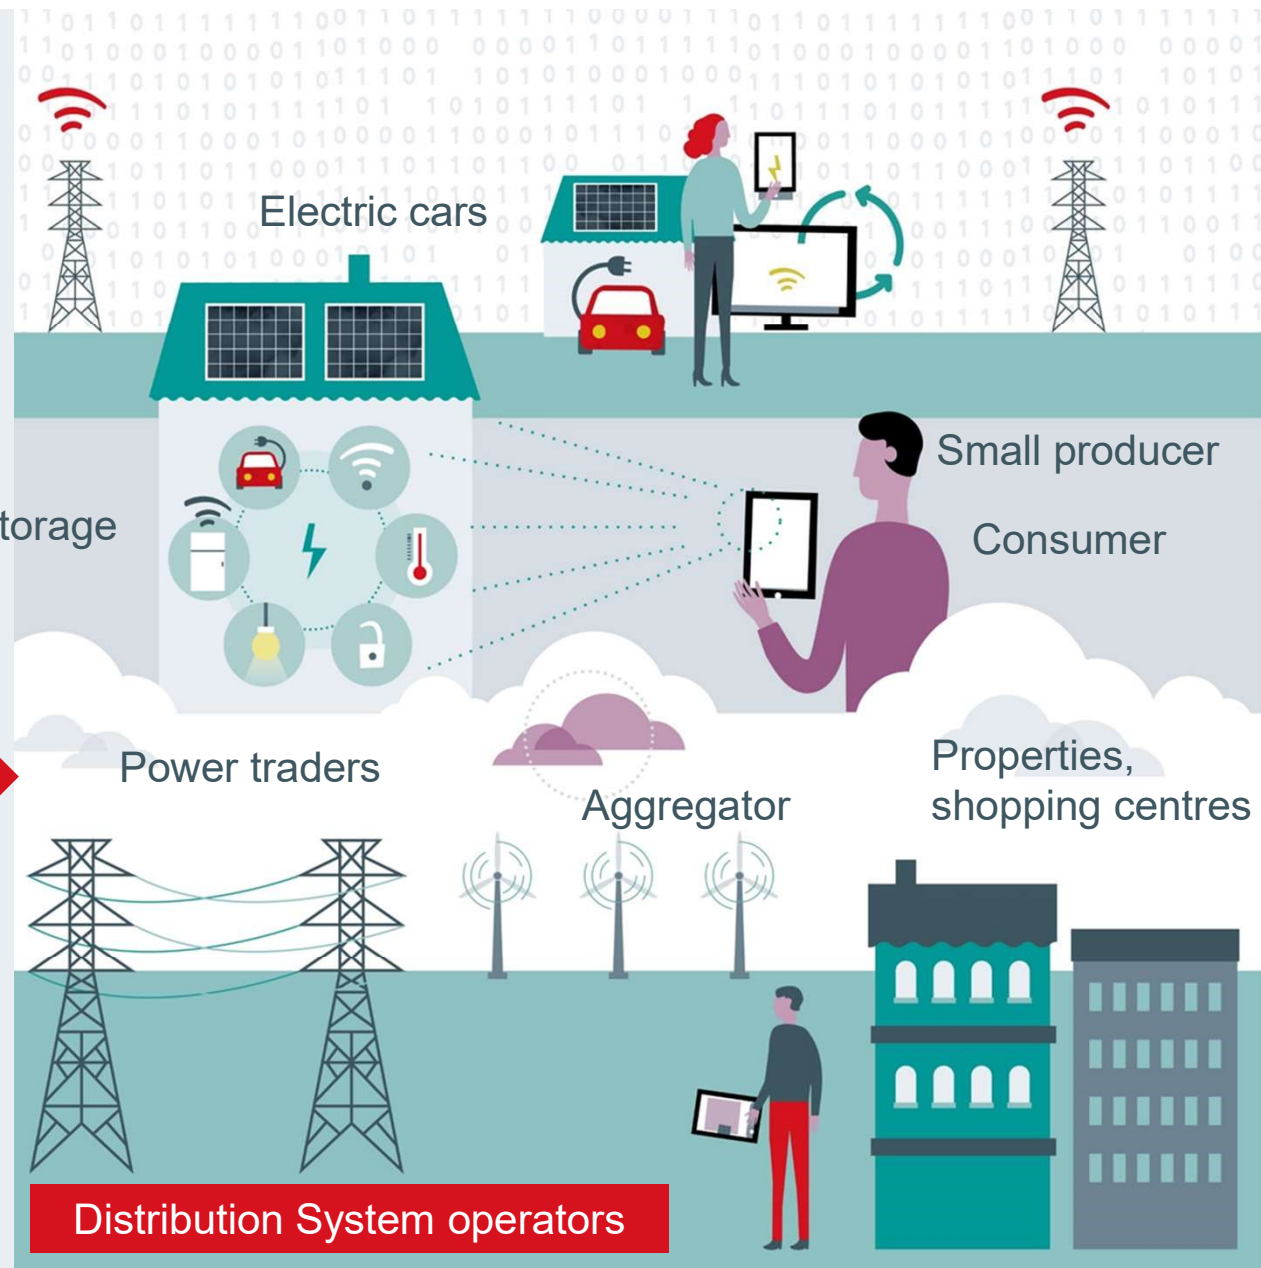 Electric cars
Small producer
torage
Consumer
Power traders
Properties,
shopping centres
Aggregator
Distribution System operators